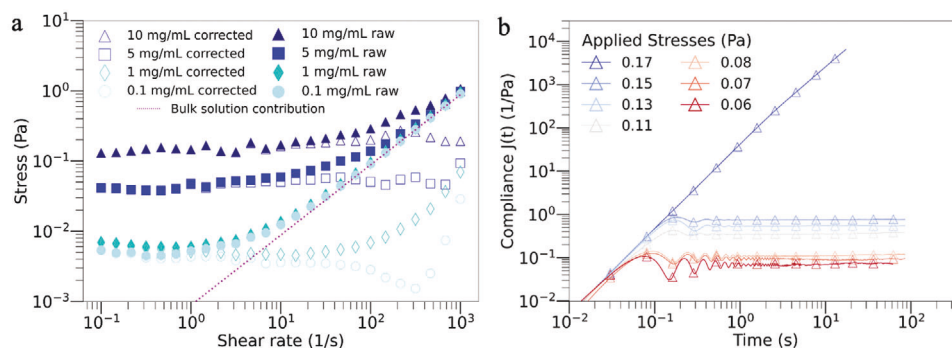 a
10 mg/mL corrected
5 mg/mL corrected
1 mg/mL corrected
0.1 mg/mL corrected
10 mg/mL raw
5 mg/mL raw
1 mg/mL raw
0.1 mg/mL raw
Bulk solution contribution
Stress (Pa)
10¹
10⁰
10⁻¹
10⁻²
10⁻³
10⁻¹ 10⁰ 10¹ 10² 10³
Shear rate (1/s)
b
Applied Stresses (Pa)
0.17
0.15
0.13
0.11
0.08
0.07
0.06
Compliance J(t) (1/Pa)
10⁴
10³
10²
10¹
10⁰
10⁻¹
10⁻²
10⁻² 10⁻¹ 10⁰ 10¹ 10²
Time (s)